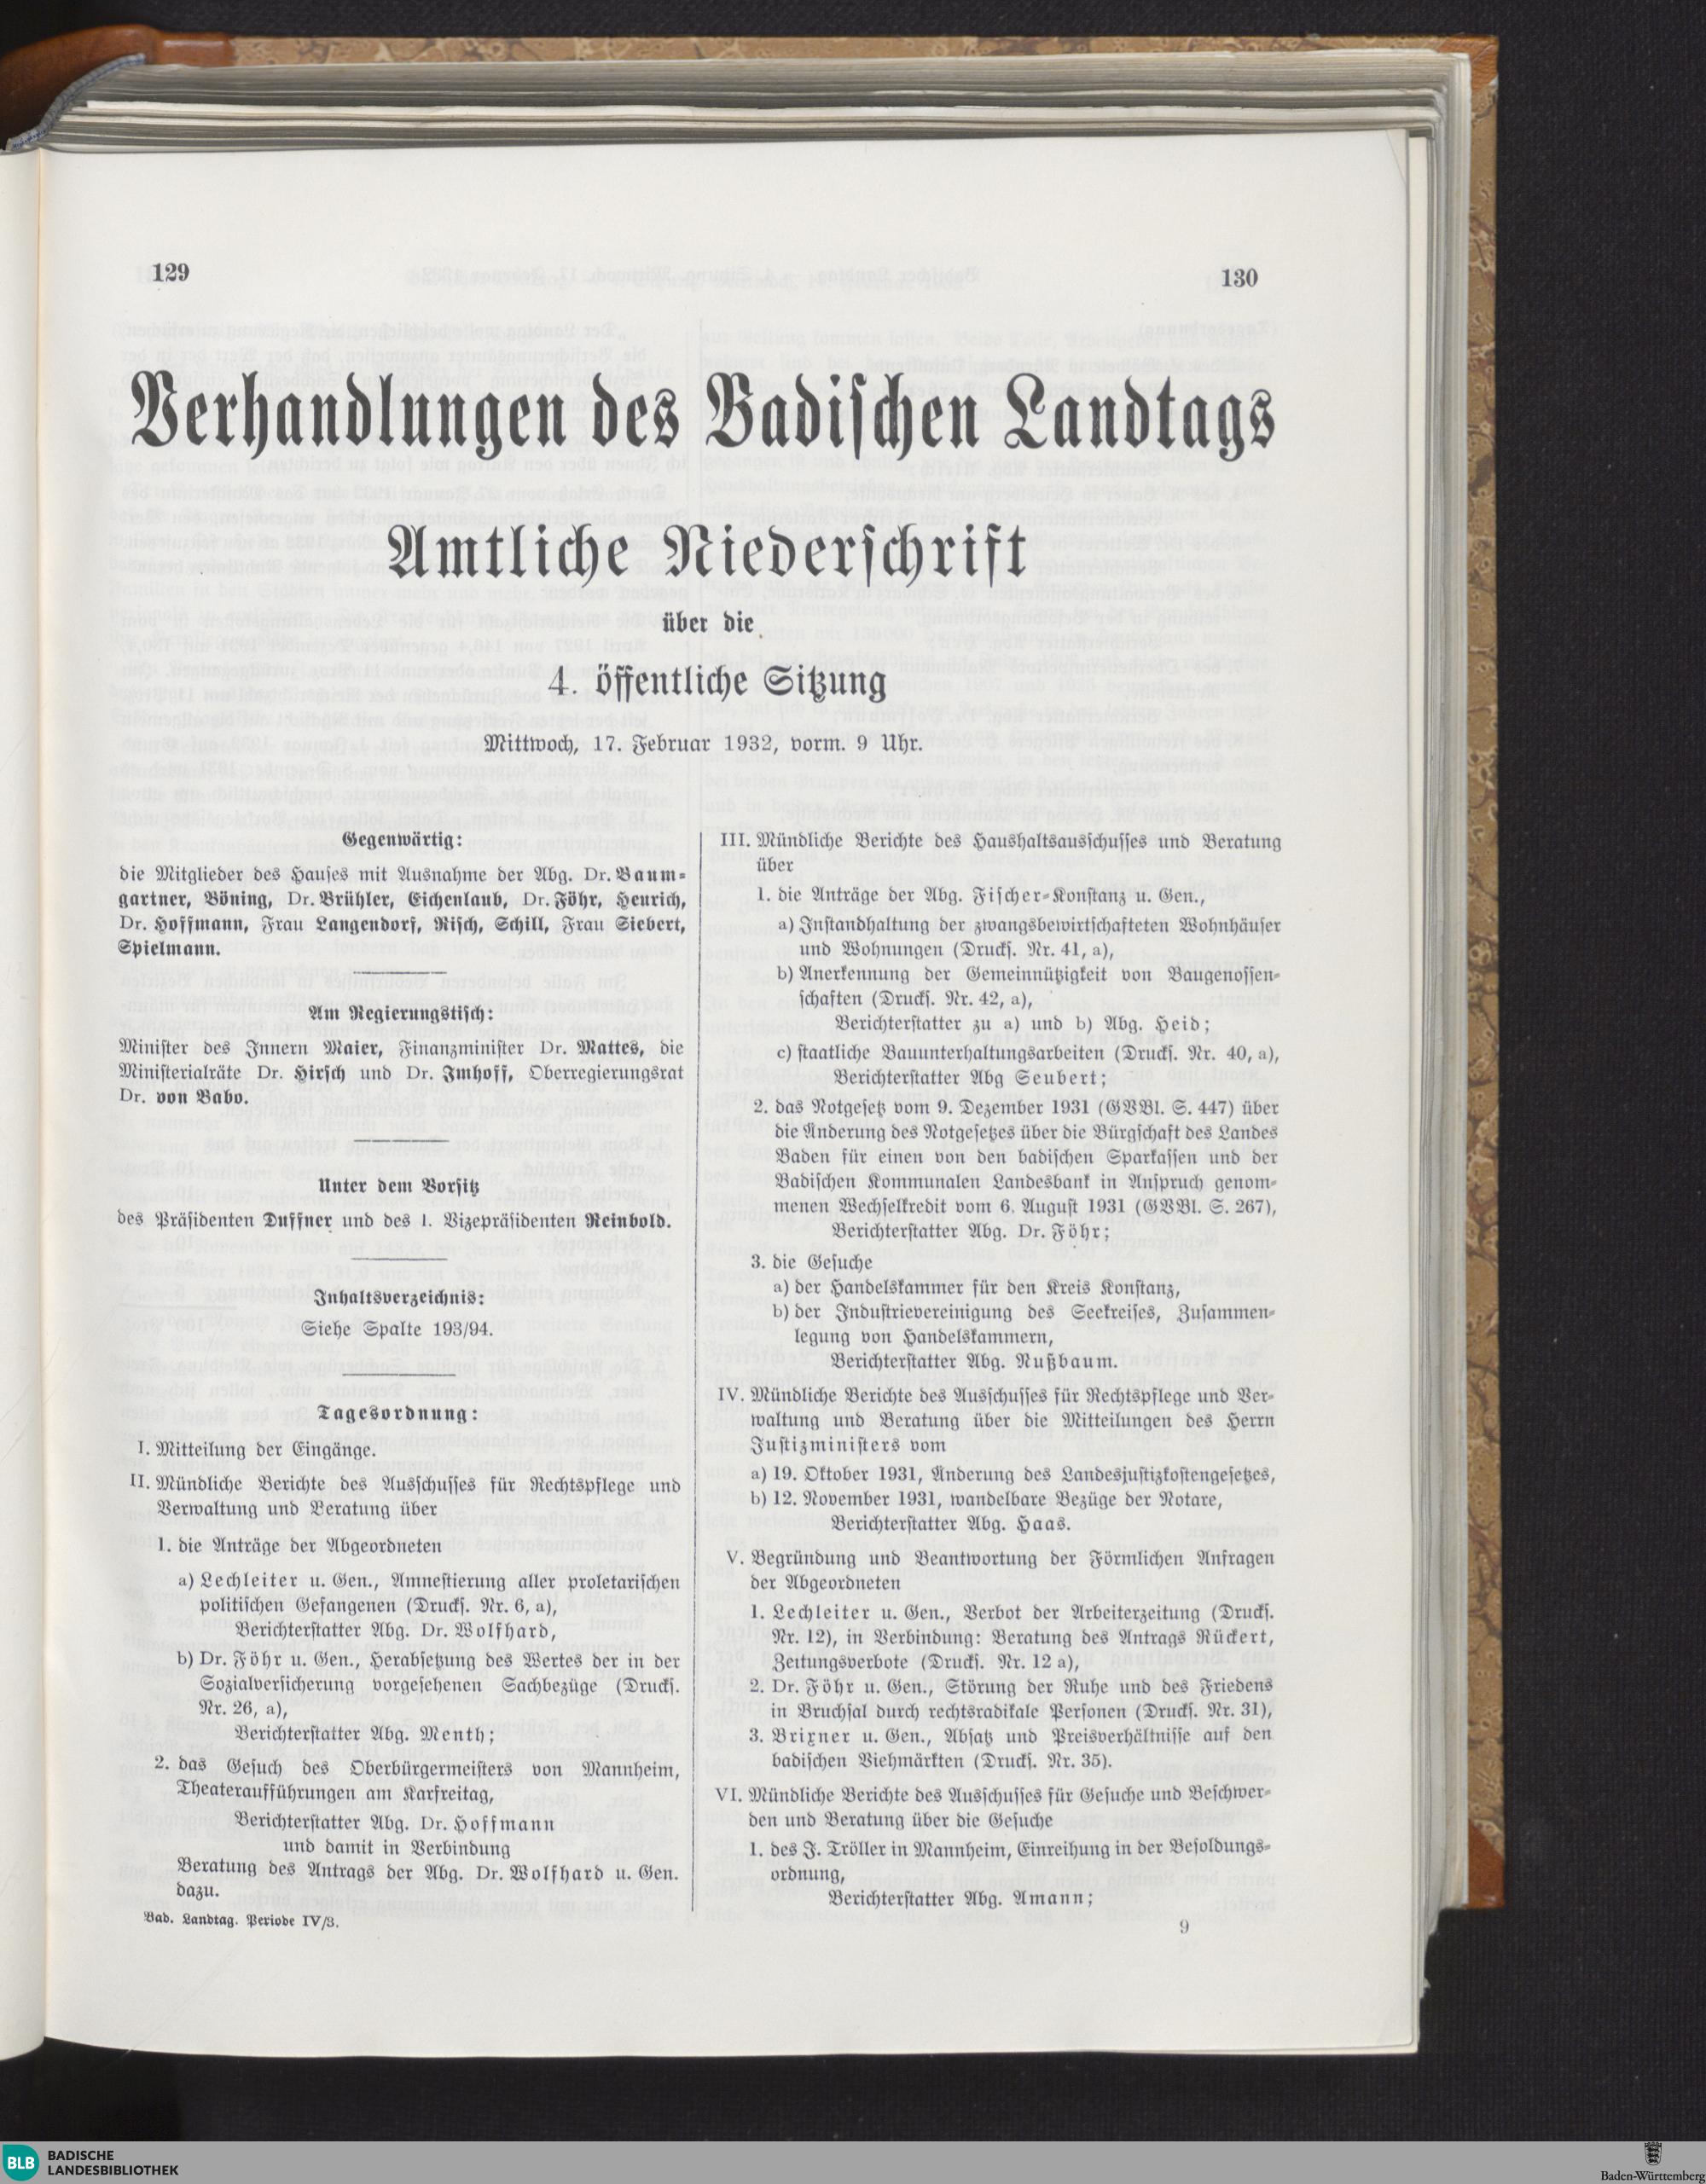 129
130
Verhandlungen des Badischen Landtags
Amtliche Niederschrift
über die
4. öffentliche Sitzung
Mittwoch, 17. Februar 1932, vorm. 9 Uhr.
Gegenwärtig:
die Mitglieder des Hauses mit Ausnahme der Abg. Dr. Baum-
gartner, Böning, Dr. Brühler, Eichenlaub, Dr. Föhr, Henrich,
Dr. Hoffmann, Frau Langendorf, Risch, Schill, Frau Siebert,
Spielmann.
Am Regierungstisch:
Minister des Innern Maier, Finanzminister Dr. Mattes, die
Ministerialräte Dr. Hirsch und Dr. Imhoff, Oberregierungsrat
Dr. von Babo.
Unter dem Vorsitz
des Präsidenten Duffner und des 1. Vizepräsidenten Reinbold.
Inhaltsverzeichnis:
Siehe Spalte 193/94.
Tagesordnung:
I. Mitteilung der Eingänge.
II. Mündliche Berichte des Ausschusses für Rechtspflege und
Verwaltung und Beratung über
1. die Anträge der Abgeordneten
a) Lechleiter u. Gen., Amnestierung aller proletarischen
politischen Gefangenen (Drucks. Nr. 6, a),
Berichterstatter Abg. Dr. Wolfhard,
b) Dr. Föhr u. Gen., Herabsetzung des Wertes der in der
Sozialversicherung vorgesehenen Sachbezüge (Drucks.
Nr. 26, a),
Berichterstatter Abg. Menth;
2. das Gesuch des Oberbürgermeisters von Mannheim,
Theateraufführungen am Karfreitag,
Berichterstatter Abg. Dr. Hoffmann
und damit in Verbindung
Beratung des Antrags der Abg. Dr. Wolfhard u. Gen.
dazu.
Bad. Landtag. Periode IV/3.
III. Mündliche Berichte des Haushaltsausschusses und Beratung
über
1. die Anträge der Abg. Fischer-Konstanz u. Gen.,
a) Instandhaltung der zwangsbewirtschafteten Wohnhäuser
und Wohnungen (Drucks. Nr. 41, a),
b) Anerkennung der Gemeinnützigkeit von Baugenossen-
schaften (Drucks. Nr. 42, a),
Berichterstatter zu a) und b) Abg. Heid;
c) staatliche Bauunterhaltungsarbeiten (Drucks. Nr. 40, a),
Berichterstatter Abg Seubert;
2. das Notgesetz vom 9. Dezember 1931 (GVBl. S. 447) über
die Änderung des Notgesetzes über die Bürgschaft des Landes
Baden für einen von den badischen Sparkassen und der
Badischen Kommunalen Landesbank in Anspruch genom-
menen Wechselkredit vom 6. August 1931 (GVBl. S. 267),
Berichterstatter Abg. Dr. Föhr;
3. die Gesuche
a) der Handelskammer für den Kreis Konstanz,
b) der Industrievereinigung des Seekreises, Zusammen-
legung von Handelskammern,
Berichterstatter Abg. Nußbaum.
IV. Mündliche Berichte des Ausschusses für Rechtspflege und Ver-
waltung und Beratung über die Mitteilungen des Herrn
Justizministers vom
a) 19. Oktober 1931, Änderung des Landesjustizkostengesetzes,
b) 12. November 1931, wandelbare Bezüge der Notare,
Berichterstatter Abg. Haas.
V. Begründung und Beantwortung der Förmlichen Anfragen
der Abgeordneten
1. Lechleiter u. Gen., Verbot der Arbeiterzeitung (Drucks.
Nr. 12), in Verbindung: Beratung des Antrags Rückert,
Zeitungsverbote (Drucks. Nr. 12 a),
2. Dr. Föhr u. Gen., Störung der Ruhe und des Friedens
in Bruchsal durch rechtsradikale Personen (Drucks. Nr. 31),
3. Brixner u. Gen., Absatz und Preisverhältnisse auf den
badischen Viehmärkten (Drucks. Nr. 35).
VI. Mündliche Berichte des Ausschusses für Gesuche und Beschwer-
den und Beratung über die Gesuche
1. des J. Tröller in Mannheim, Einreihung in der Besoldungs-
ordnung,
Berichterstatter Abg. Amann;
9
BLB BADISCHE
LANDESBIBLIOTHEK
Baden-Württemberg